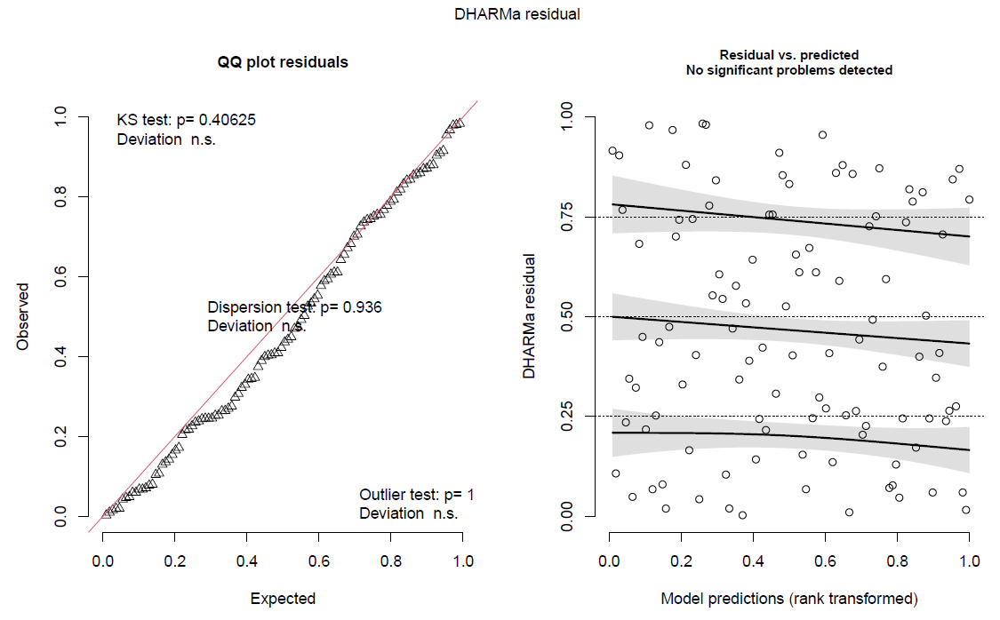 DHARMa residual
QQ plot residuals
KS test: p= 0.40625
Deviation n.s.
Dispersion test: p= 0.936
Deviation n.s.
Outlier test: p= 1
Deviation n.s.
Observed
0.0
0.2
0.4
0.6
0.8
1.0
0.0 0.2 0.4 0.6 0.8 1.0
Expected
Residual vs. predicted
No significant problems detected
DHARMa residual
0.00
0.25
0.50
0.75
1.00
0.0 0.2 0.4 0.6 0.8 1.0
Model predictions (rank transformed)